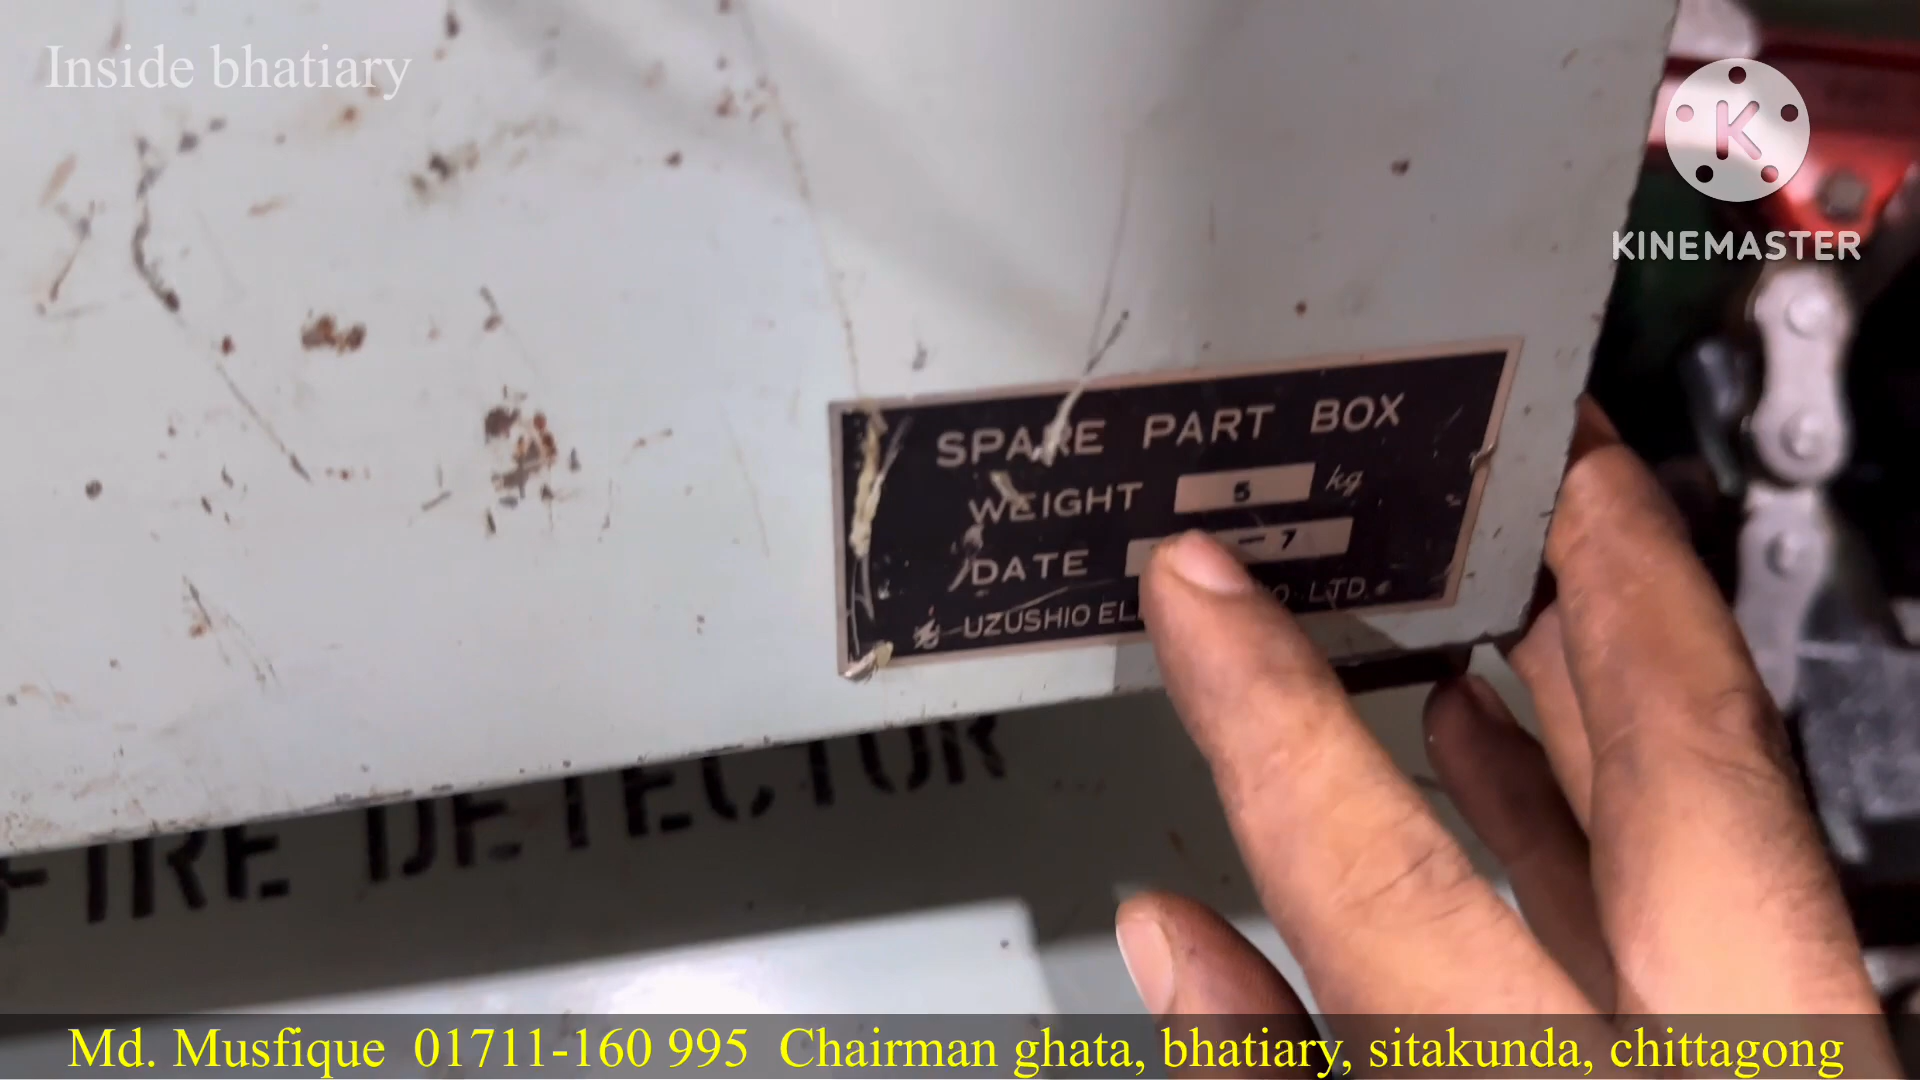 Inside bhatiary
K
KINEMASTER
SPARE PART BOX
WEIGHT 5 kg
DATE - 7
UZUSHIO LTD.
FIRE DETECTOR
Md. Musfique 01711-160 995 Chairman ghata, bhatiary, sitakunda, chittagong